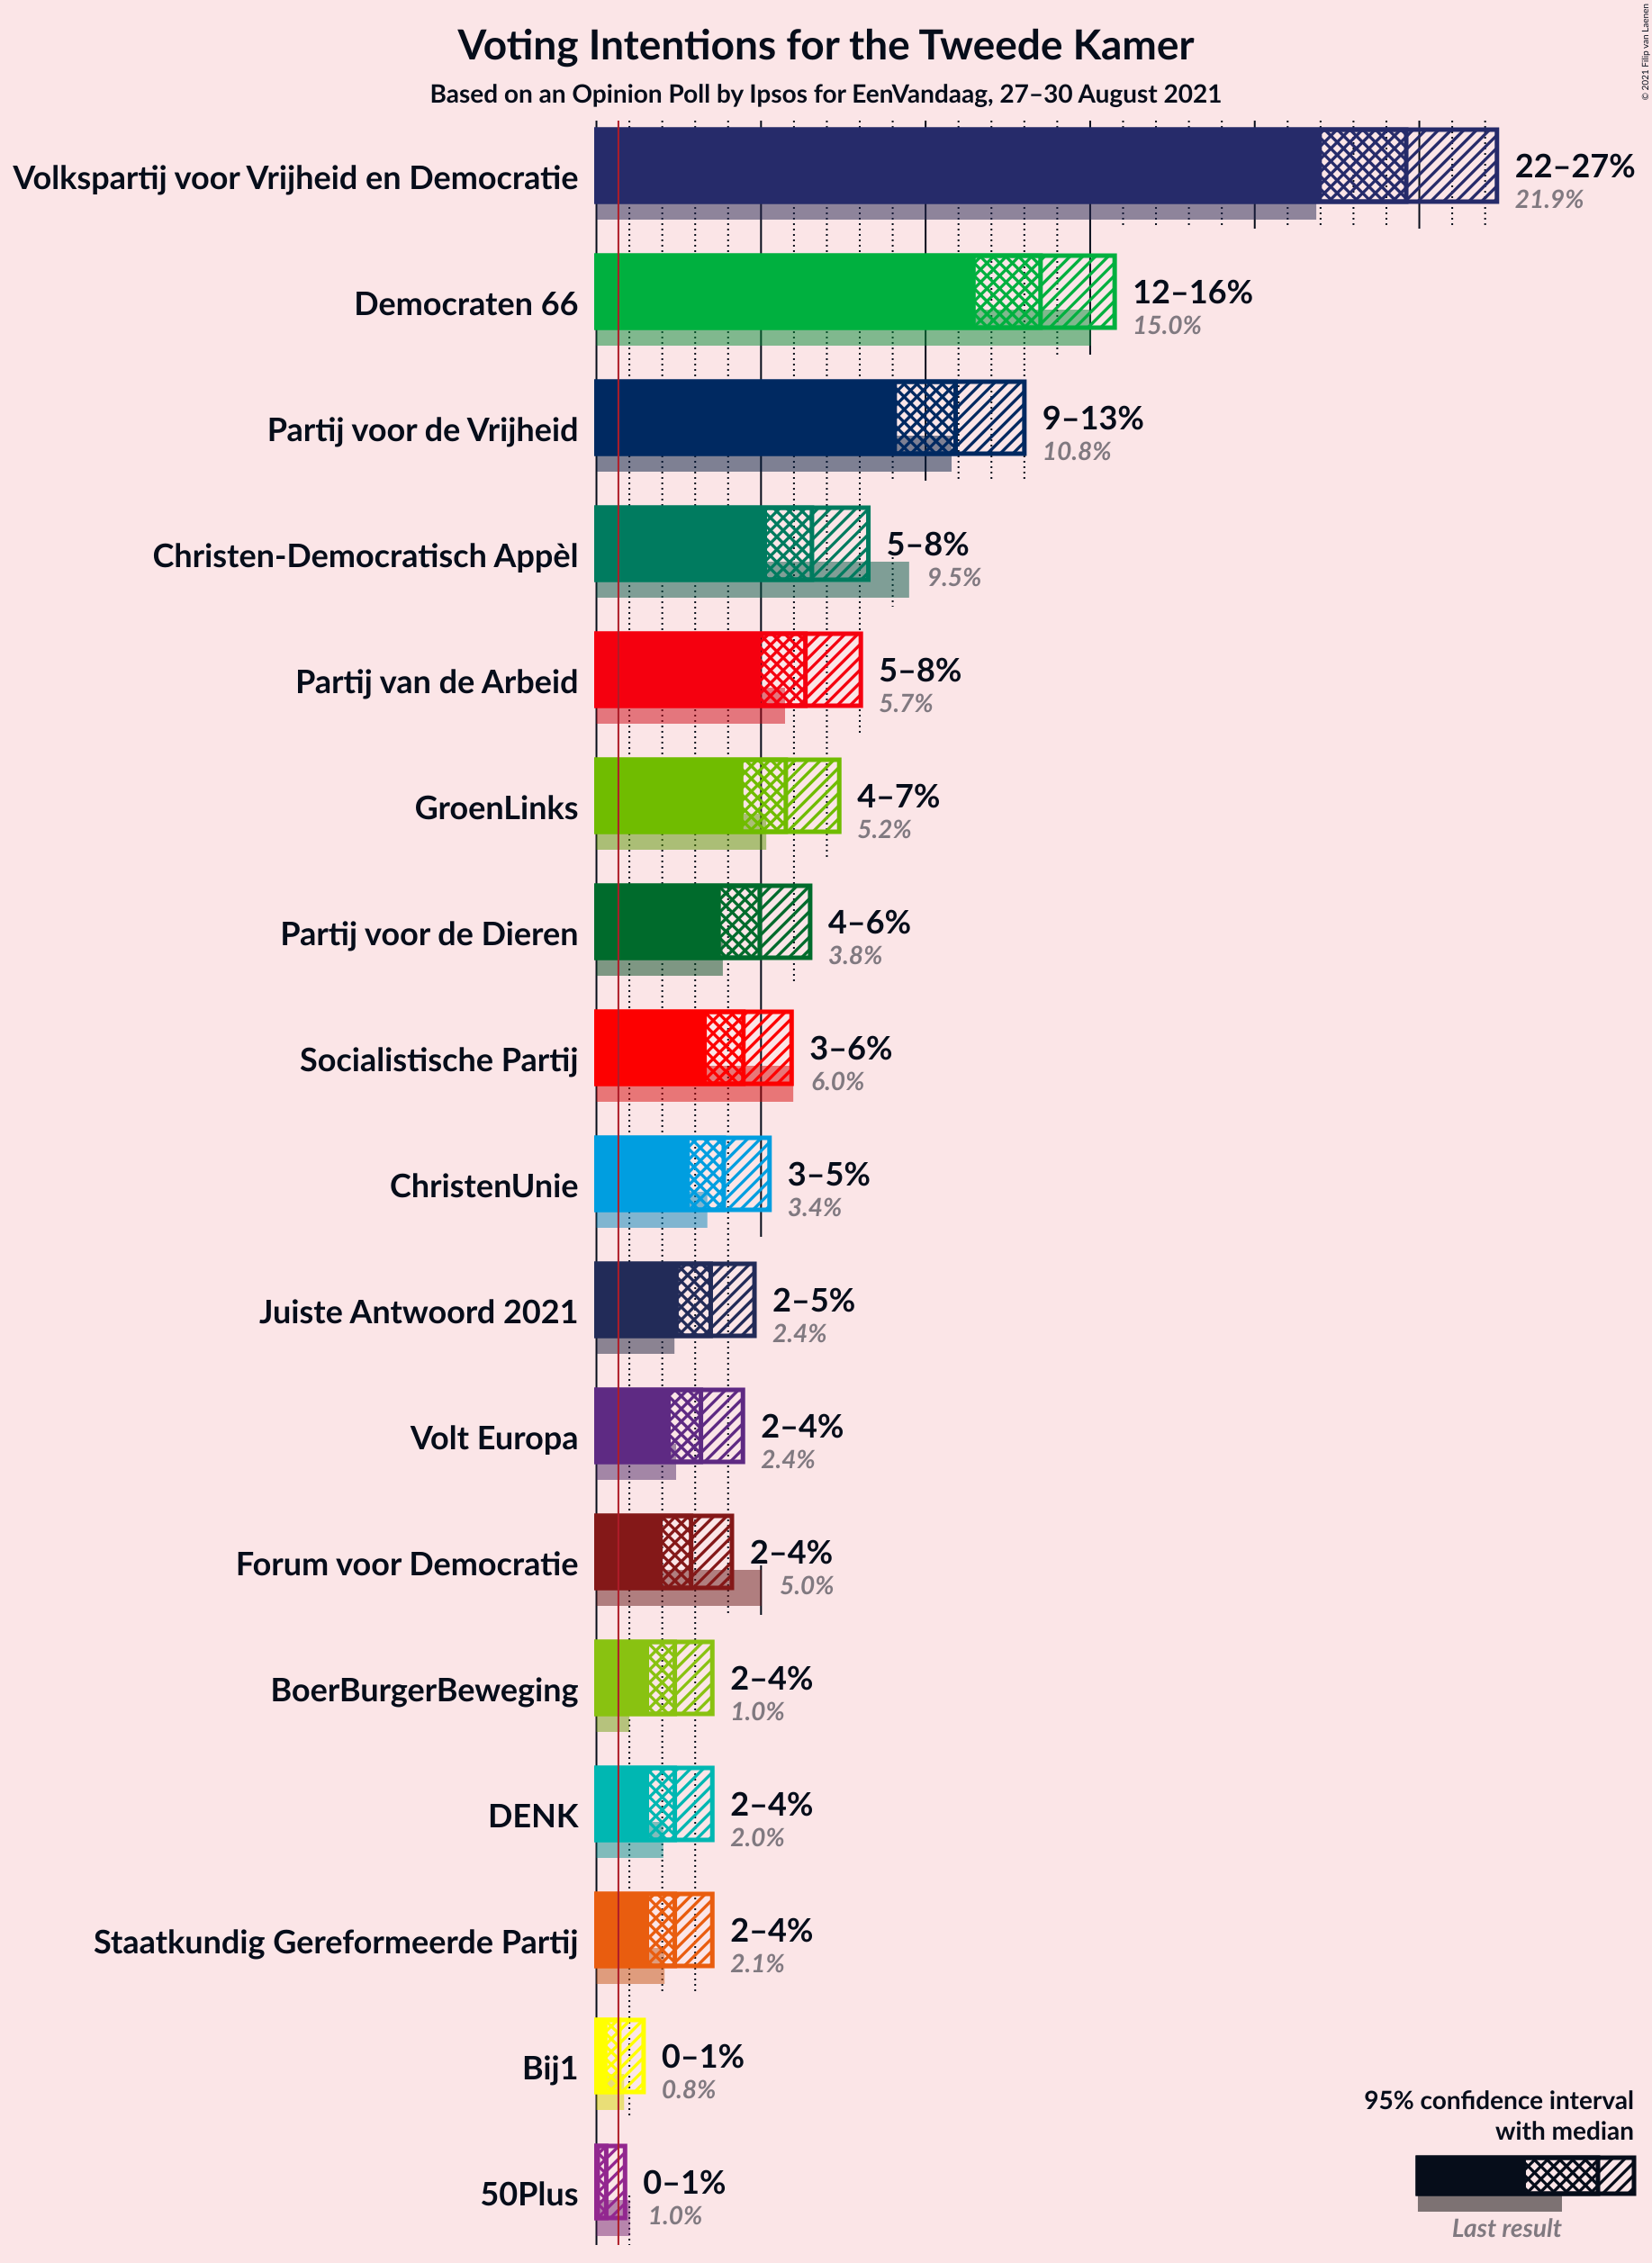 © 2021 Filip van Laenen
Voting Intentions for the Tweede Kamer
Based on an Opinion Poll by Ipsos for EenVandaag, 27–30 August 2021
Volkspartij voor Vrijheid en Democratie
22–27%
21.9%
Democraten 66
12–16%
15.0%
Partij voor de Vrijheid
9–13%
10.8%
Christen-Democratisch Appèl
5–8%
9.5%
Partij van de Arbeid
5–8%
5.7%
GroenLinks
4–7%
5.2%
Partij voor de Dieren
4–6%
3.8%
Socialistische Partij
3–6%
6.0%
ChristenUnie
3–5%
3.4%
Juiste Antwoord 2021
2–5%
2.4%
Volt Europa
2–4%
2.4%
Forum voor Democratie
2–4%
5.0%
BoerBurgerBeweging
2–4%
1.0%
DENK
2–4%
2.0%
Staatkundig Gereformeerde Partij
2–4%
2.1%
Bij1
0–1%
0.8%
50Plus
0–1%
1.0%
95% confidence interval
with median
Last result